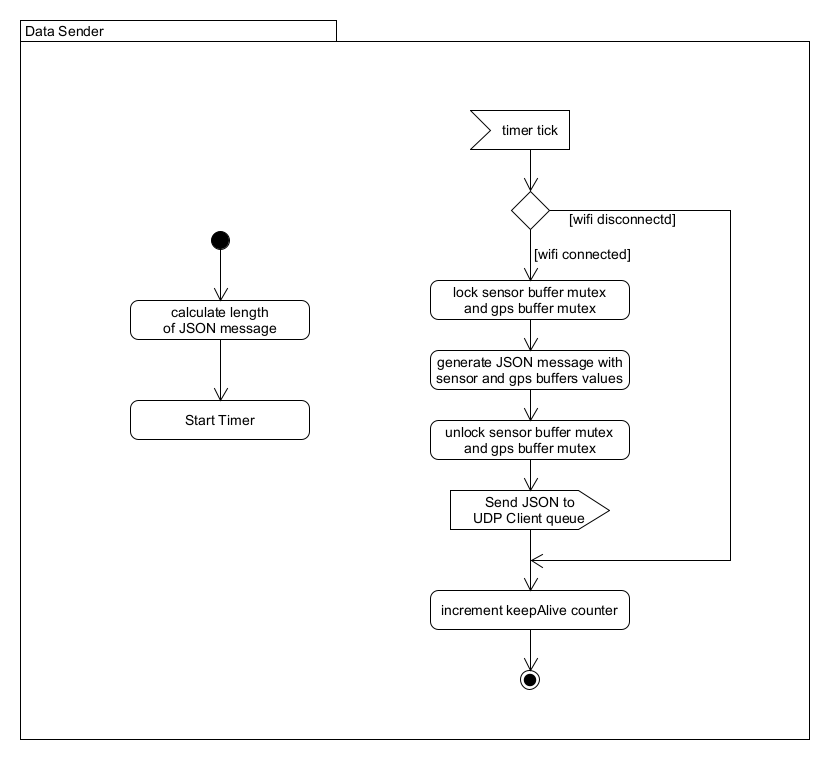 Data Sender
timer tick
[wifi disconnectd]
[wifi connected]
lock sensor buffer mutex
and gps buffer mutex
calculate length
of JSON message
generate JSON message with
sensor and gps buffers values
Start Timer
unlock sensor buffer mutex
and gps buffer mutex
Send JSON to
UDP Client queue
increment keepAlive counter